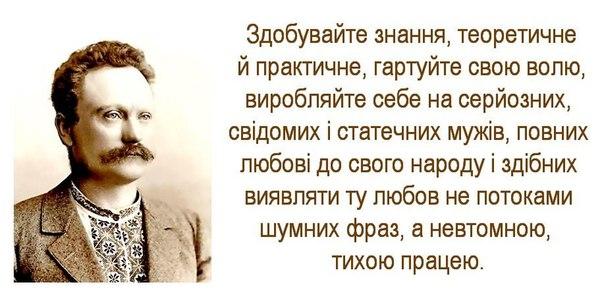 Здобувайте знання, теоретичне
й практичне, гартуйте свою волю,
виробляйте себе на серйозних,
свідомих і статечних мужів, повних
любові до свого народу і здібних
виявляти ту любов не потоками
шумних фраз, а невтомною,
тихою працею.